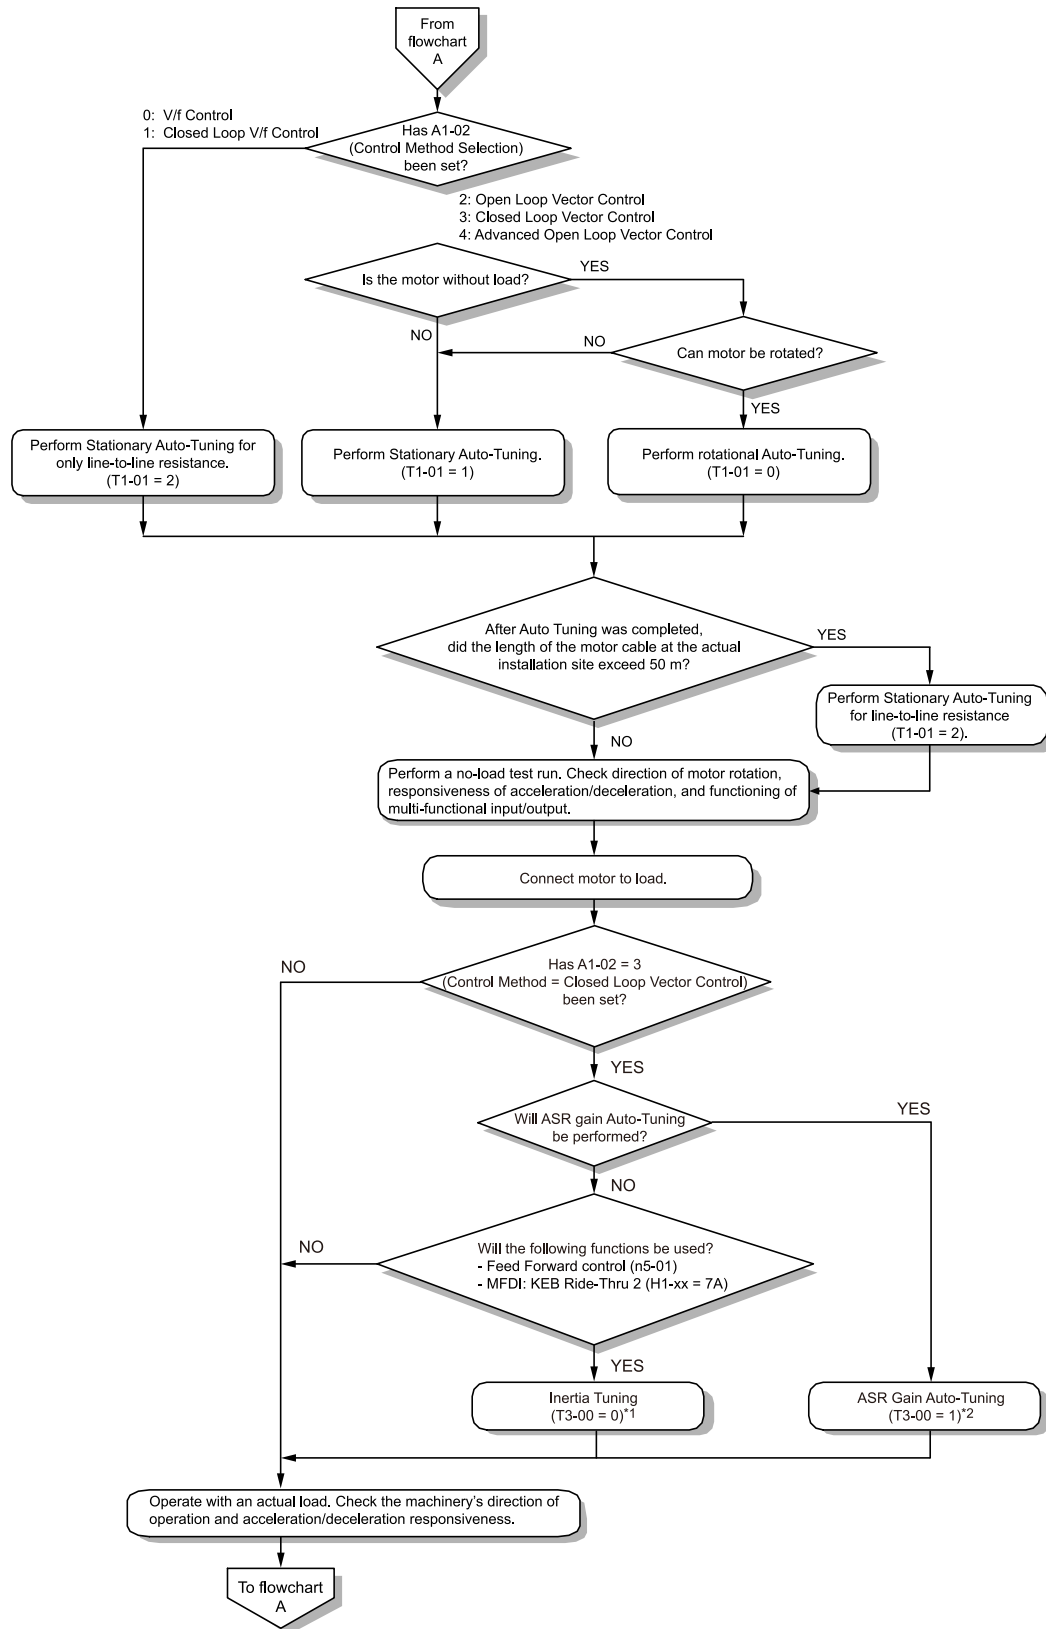 From
flowchart
A
0: V/f Control
1: Closed Loop V/f Control
Has A1-02
(Control Method Selection)
been set?
2: Open Loop Vector Control
3: Closed Loop Vector Control
4: Advanced Open Loop Vector Control
Is the motor without load?
YES
NO
NO
Can motor be rotated?
YES
Perform Stationary Auto-Tuning for
only line-to-line resistance.
(T1-01 = 2)
Perform Stationary Auto-Tuning.
(T1-01 = 1)
Perform rotational Auto-Tuning.
(T1-01 = 0)
After Auto Tuning was completed,
did the length of the motor cable at the actual
installation site exceed 50 m?
YES
Perform Stationary Auto-Tuning
for line-to-line resistance
(T1-01 = 2).
NO
Perform a no-load test run. Check direction of motor rotation,
responsiveness of acceleration/deceleration, and functioning of
multi-functional input/output.
Connect motor to load.
NO
Has A1-02 = 3
(Control Method = Closed Loop Vector Control)
been set?
YES
Will ASR gain Auto-Tuning
be performed?
YES
NO
NO
Will the following functions be used?
- Feed Forward control (n5-01)
- MFDI: KEB Ride-Thru 2 (H1-xx = 7A)
YES
Inertia Tuning
(T3-00 = 0)*1
ASR Gain Auto-Tuning
(T3-00 = 1)*2
Operate with an actual load. Check the machinery's direction of
operation and acceleration/deceleration responsiveness.
To flowchart
A